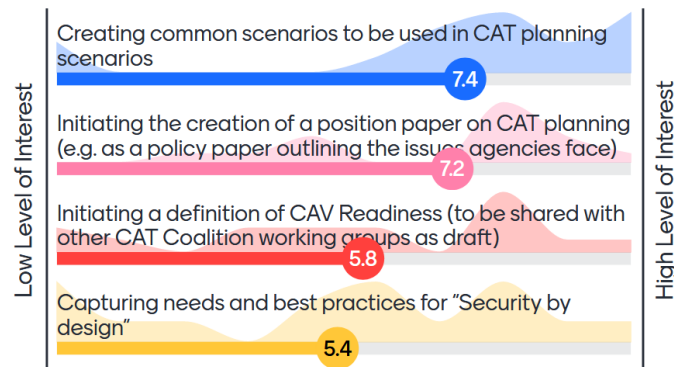 Low Level of Interest
Creating common scenarios to be used in CAT planning
scenarios
7.4
Initiating the creation of a position paper on CAT planning
(e.g. as a policy paper outlining the issues agencies face)
7.2
Initiating a definition of CAV Readiness (to be shared with
other CAT Coalition working groups as draft)
5.8
Capturing needs and best practices for “Security by
design”
5.4
High Level of Interest